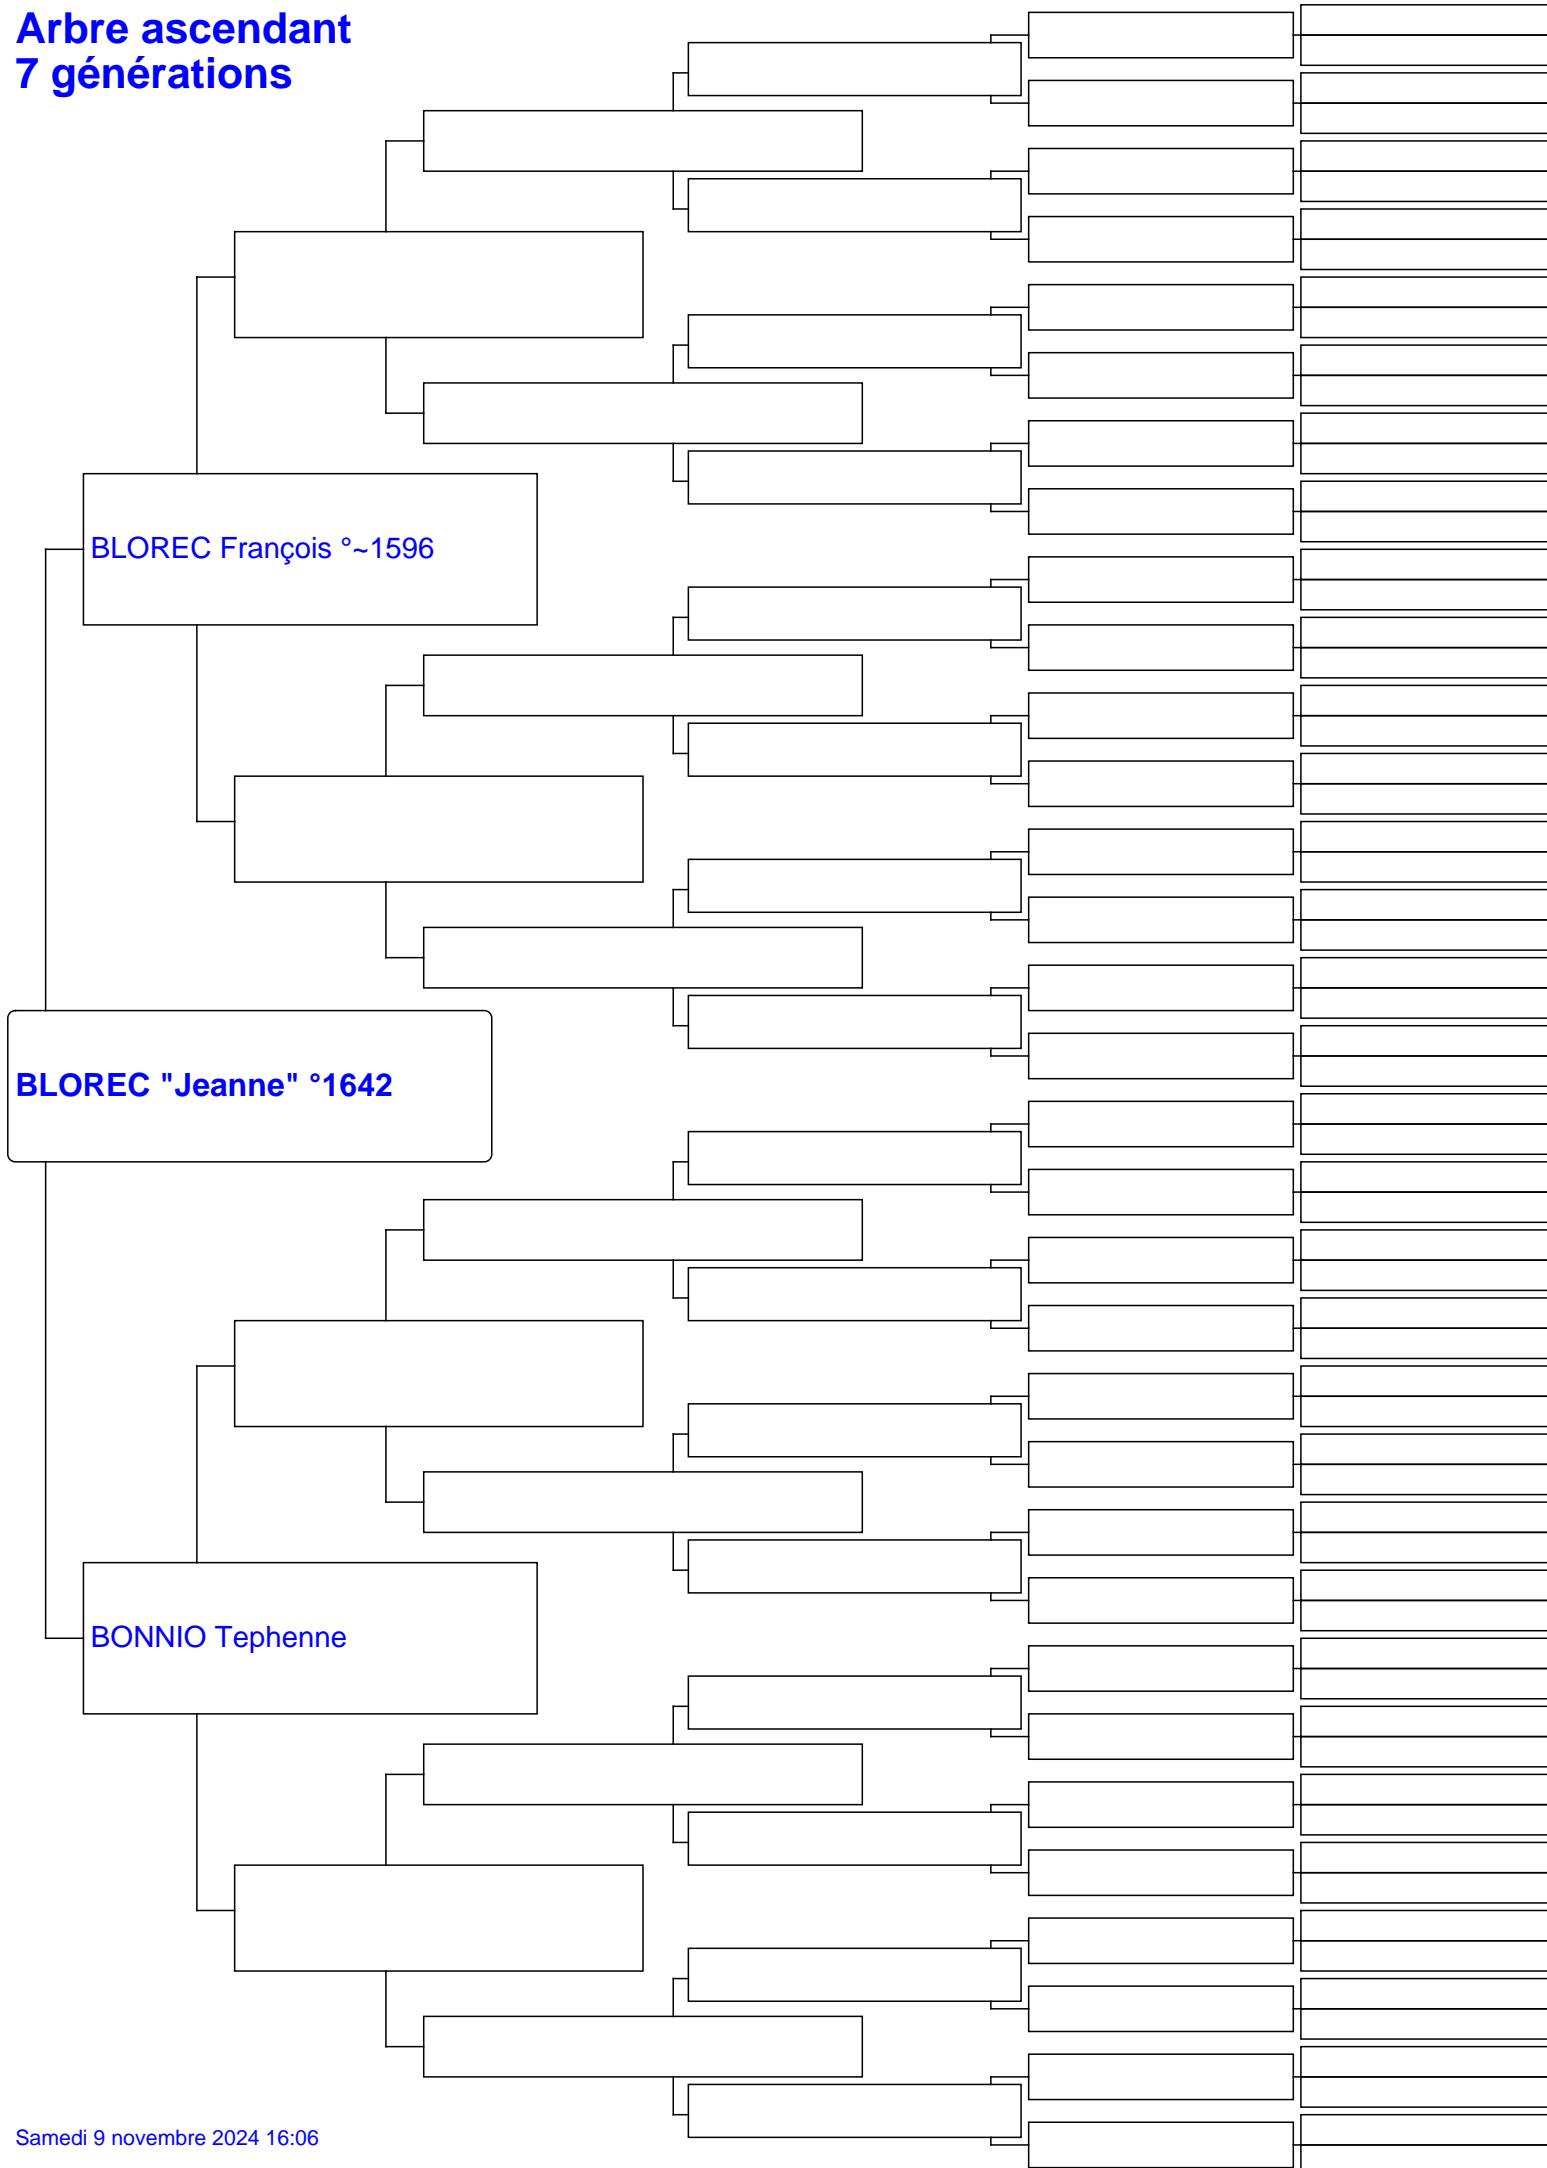 Arbre ascendant
7 générations
BLOREC François °~1596
BLOREC "Jeanne" °1642
BONNIO Tephenne
Samedi 9 novembre 2024 16:06